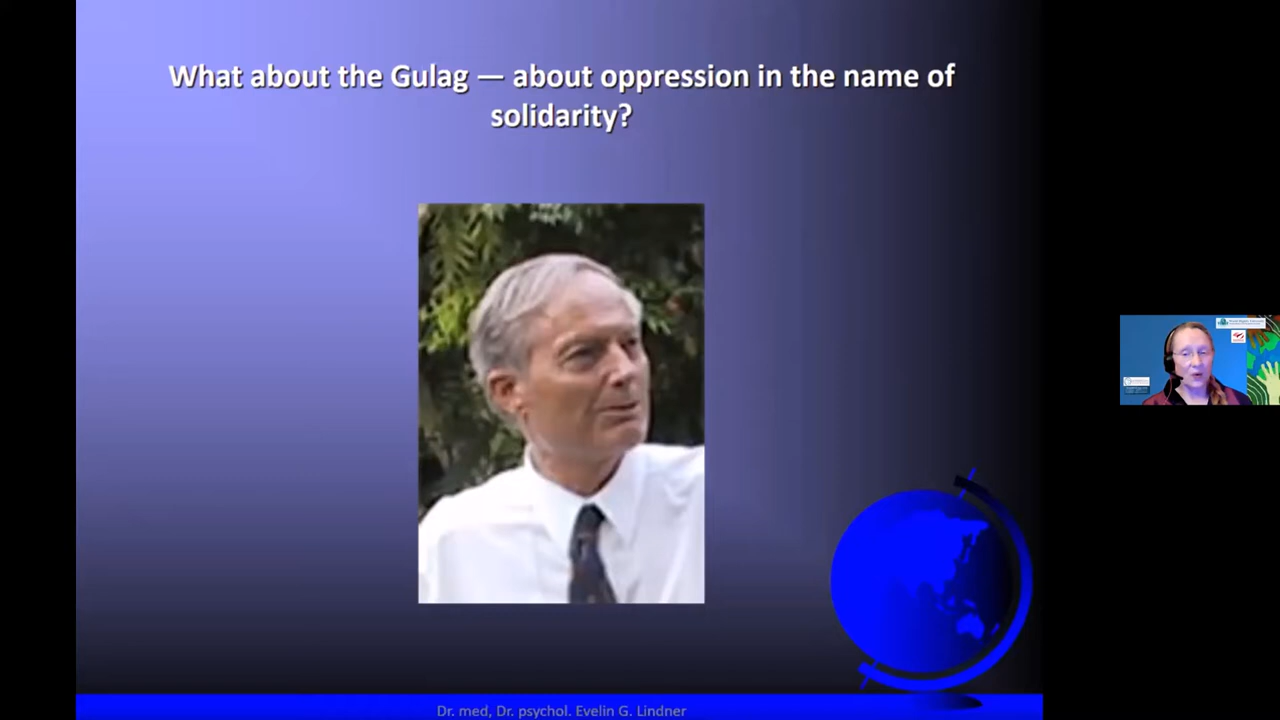 What about the Gulag — about oppression in the name of
solidarity?
Dr. med, Dr. psychol. Evelin G. Lindner